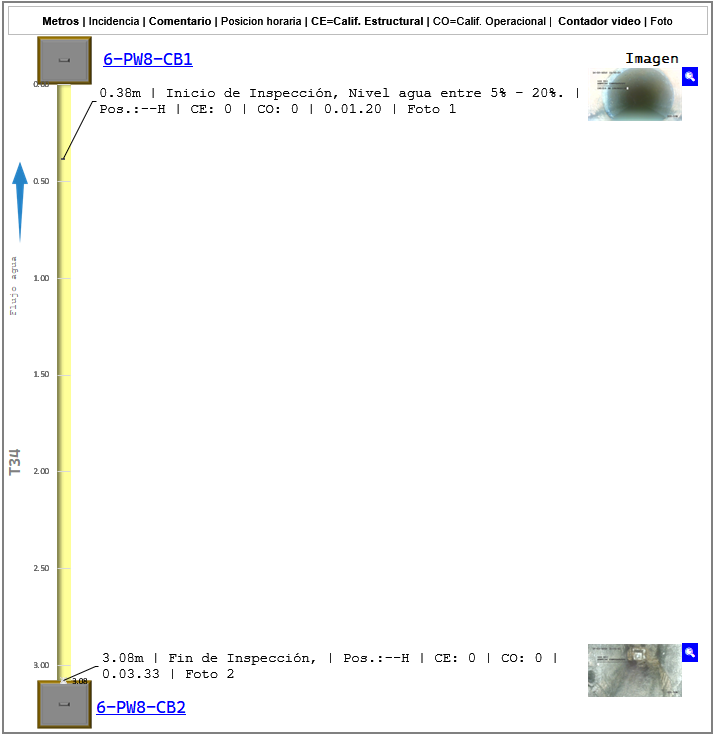 Metros | Incidencia | Comentario | Posicion horaria | CE=Calif. Estructural | CO=Calif. Operacional | Contador video | Foto
6-PW8-CB1
Imagen
0.00
0.38m | Inicio de Inspección, Nivel agua entre 5% - 20%. |
Pos.:--H | CE: 0 | CO: 0 | 0.01.20 | Foto 1
0.50
Flujo agua
1.00
1.50
T34
2.00
2.50
3.00
3.08m | Fin de Inspección, | Pos.:--H | CE: 0 | CO: 0 |
0.03.33 | Foto 2
3.08
6-PW8-CB2